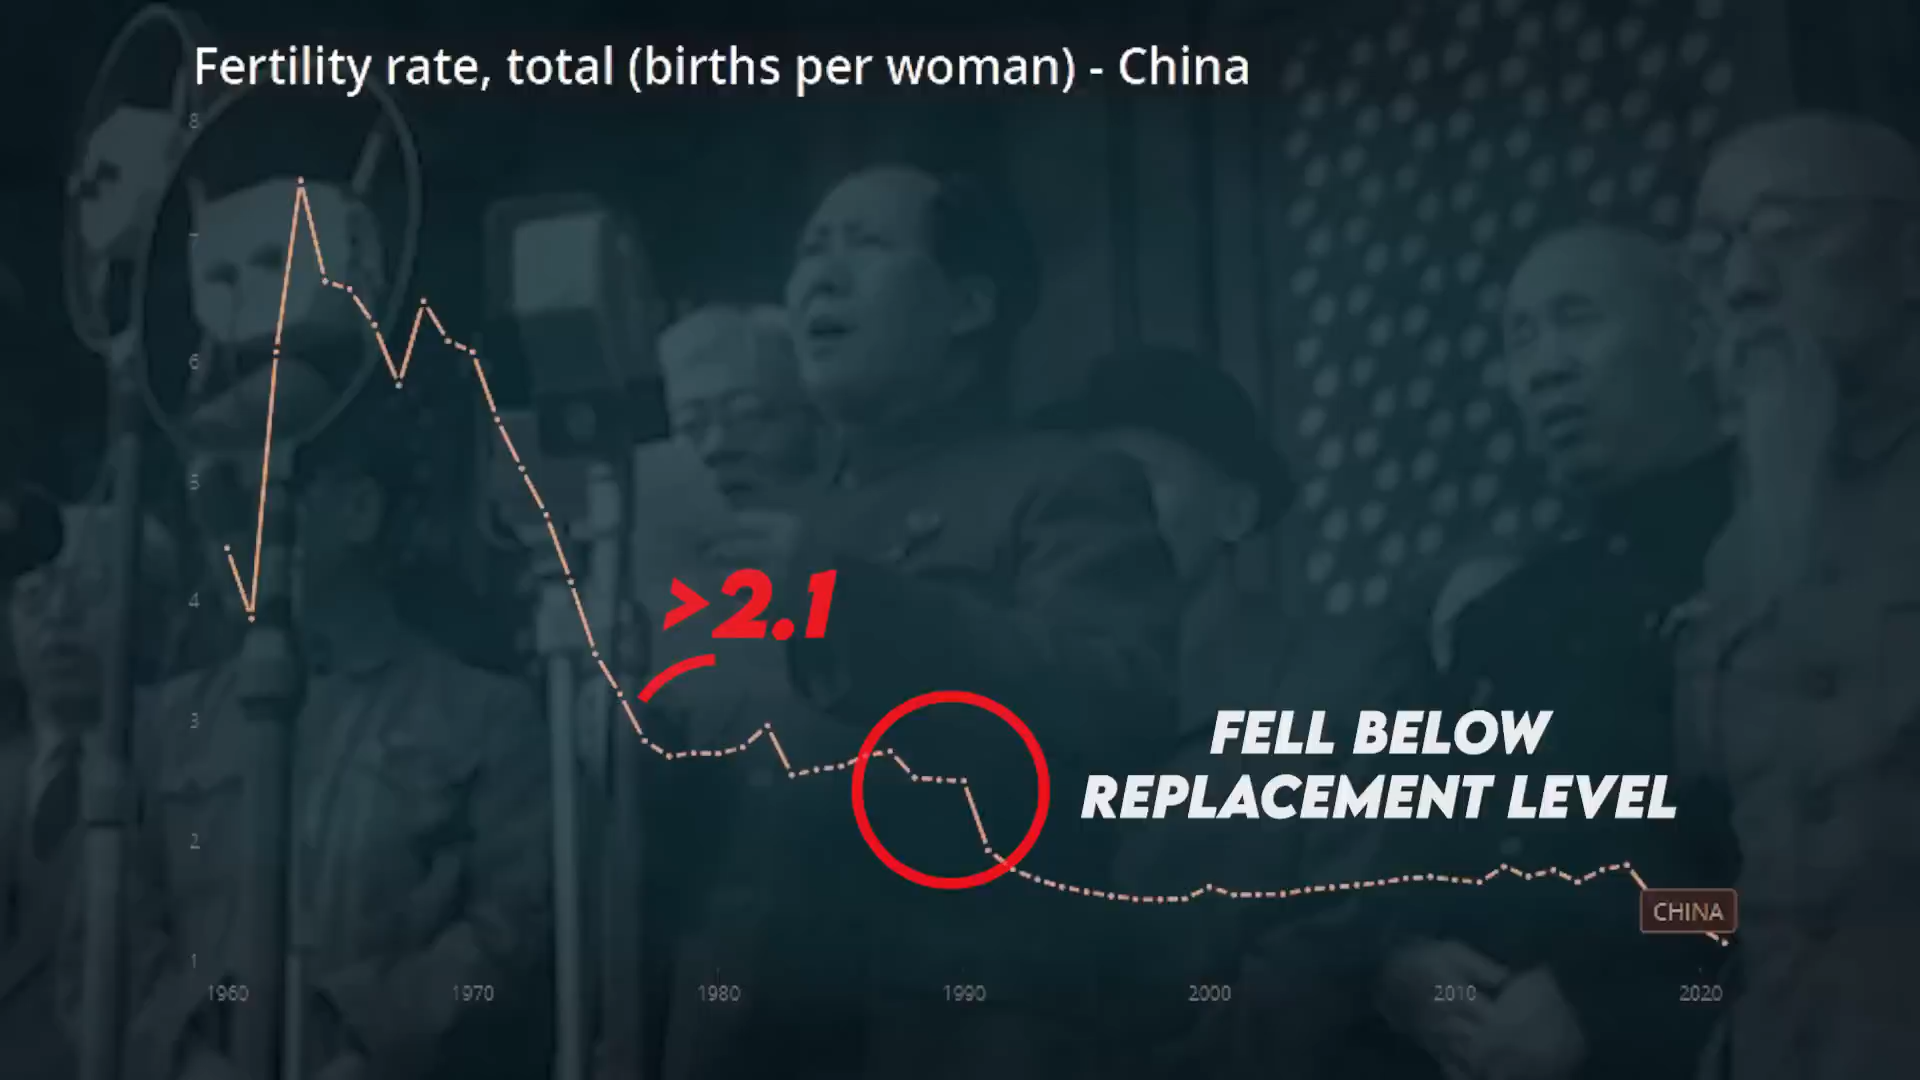 Fertility rate, total (births per woman) - China
8
7
6
5
4
3
2
1
>2.1
FELL BELOW
REPLACEMENT LEVEL
CHINA
1960 1970 1980 1990 2000 2010 2020